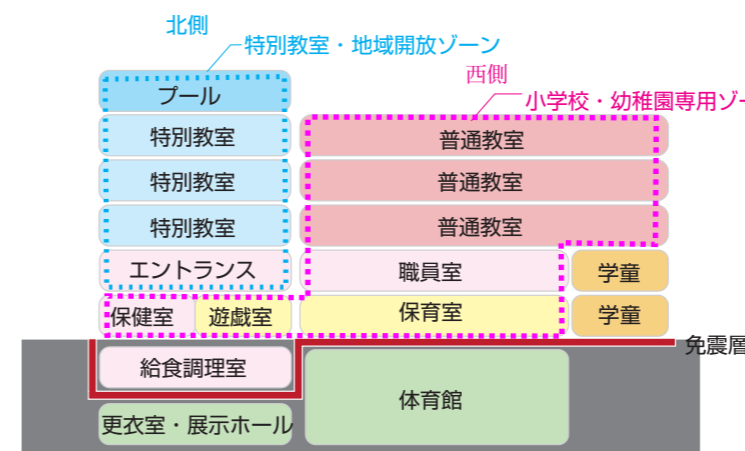 北側
特別教室・地域開放ゾーン
西側
小学校・幼稚園専用ゾー
プール
特別教室
普通教室
特別教室
普通教室
特別教室
普通教室
エントランス
職員室
学童
保健室
遊戯室
保育室
学童
免震層
給食調理室
体育館
更衣室・展示ホール